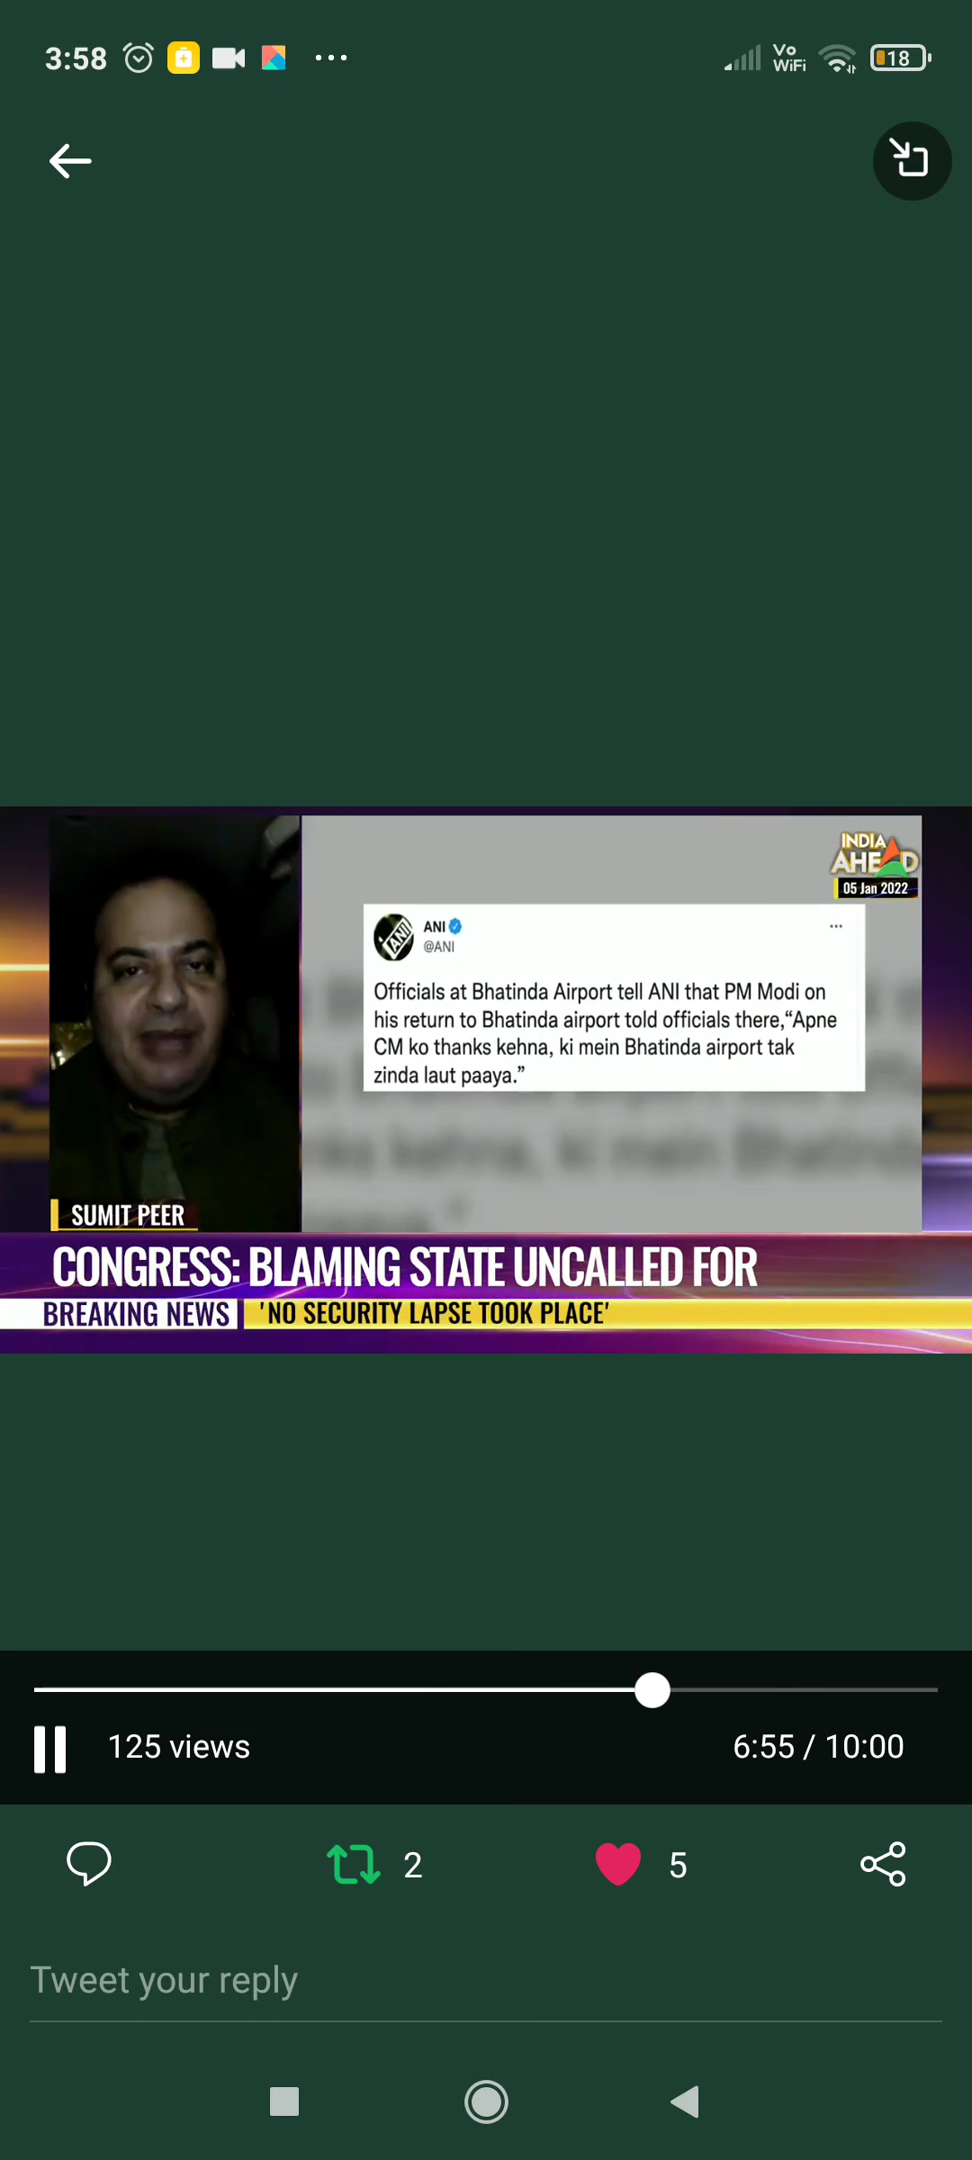 3:58
Vo
WiFi
18
INDIA
AHEAD
05 Jan 2022
ANI
@ANI
Officials at Bhatinda Airport tell ANI that PM Modi on
his return to Bhatinda airport told officials there,“Apne
CM ko thanks kehna, ki mein Bhatinda airport tak
zinda laut paaya.”
SUMIT PEER
CONGRESS: BLAMING STATE UNCALLED FOR
BREAKING NEWS 'NO SECURITY LAPSE TOOK PLACE'
125 views 6:55 / 10:00
2 5
Tweet your reply